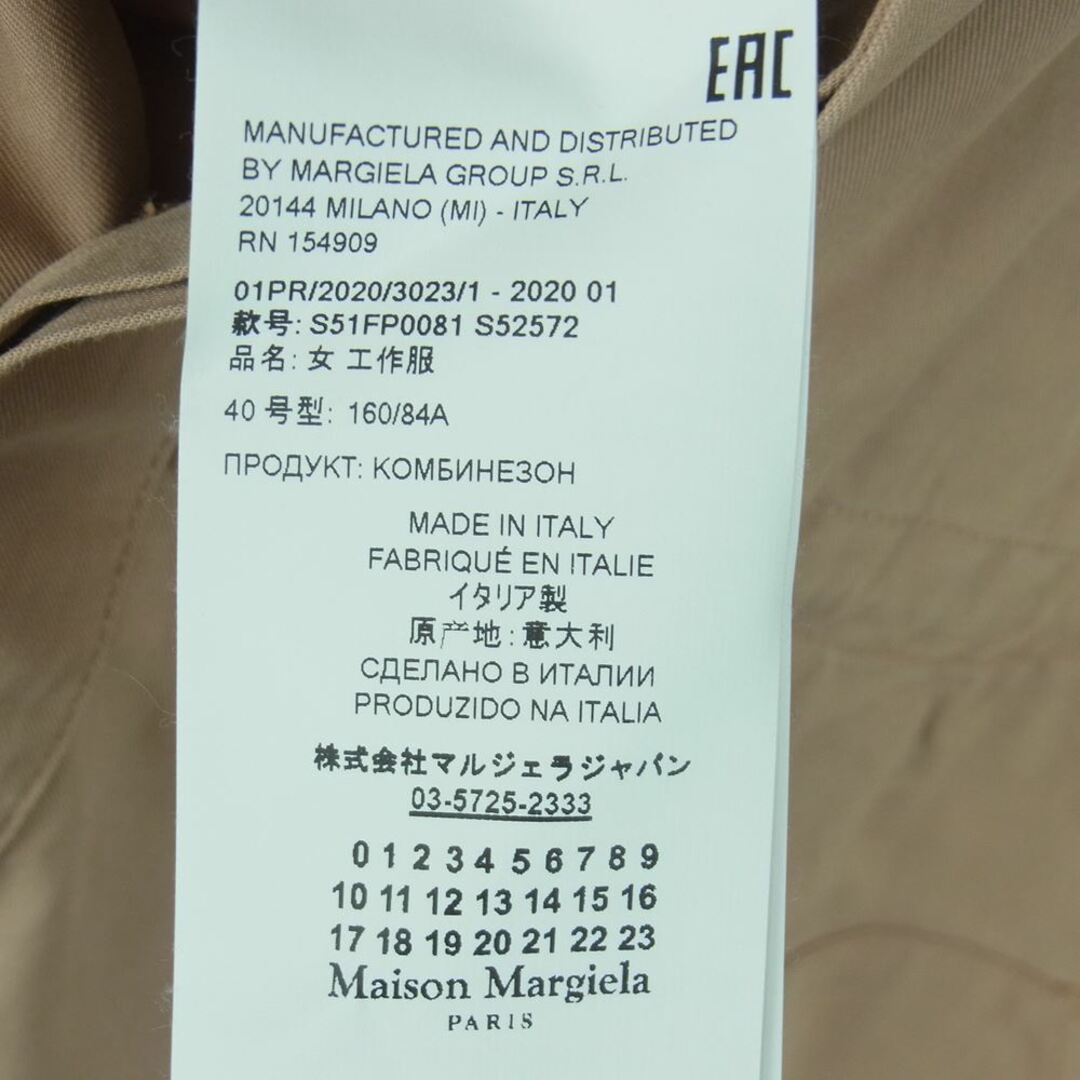 EAC
MANUFACTURED AND DISTRIBUTED
BY MARGIELA GROUP S.R.L.
20144 MILANO (MI) - ITALY
RN 154909
01PR/2020/3023/1 - 2020 01
款号: S51FP0081 S52572
品名: 女 工作服
40 号型: 160/84A
ПРОДУКТ: КОМБИНЕЗОН
MADE IN ITALY
FABRIQUÉ EN ITALIE
イタリア製
原产地: 意大利
СДЕЛАНО В ИТАЛИИ
PRODUZIDO NA ITALIA
株式会社マルジェラジャパン
03-5725-2333
0 1 2 3 4 5 6 7 8 9
10 11 12 13 14 15 16
17 18 19 20 21 22 23
Maison Margiela
PARIS